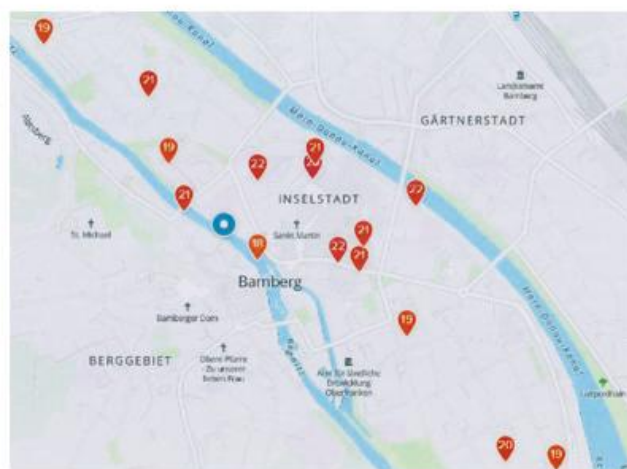 19
21
Landratsamt
Bamberg
GÄRTNERSTADT
Main-Donau-Kanal
19
22
21
21
INSELSTADT
22
St. Michael
Sankt Martin
18
22
21
21
Bamberg
Bamberger Dom
Main-Donau-Kanal
19
BERGGEBIET
Obere Pfarre
- Zu unserer
lieben Frau
Regnitz
Amt für ländliche
Entwicklung
Oberfranken
Luitpoldhain
20
19